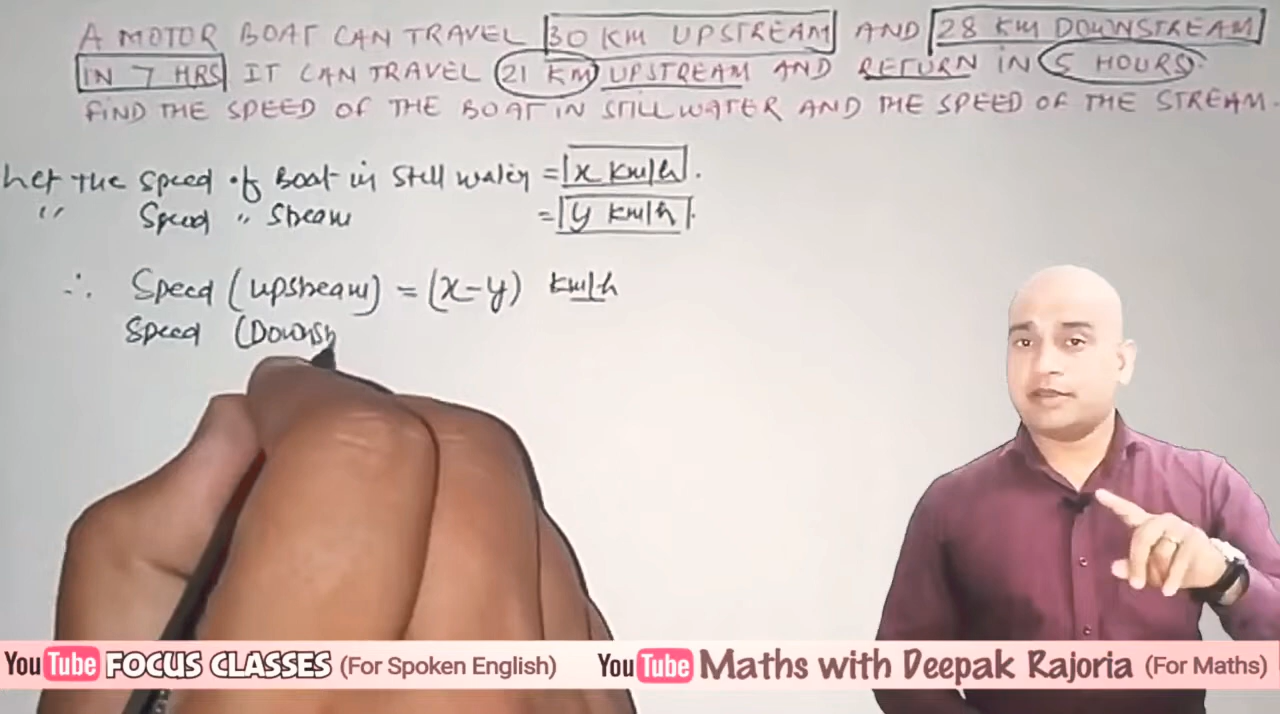 A MOTOR BOAT CAN TRAVEL 30 KM UPSTREAM AND 28 KM DOWNSTREAM
IN 7 HRS IT CAN TRAVEL 21 KM UPSTREAM AND RETURN IN 5 HOURS.
FIND THE SPEED OF THE BOAT IN STILL WATER AND THE SPEED OF THE STREAM.
Let The Speed of Boat in Still water = x km/h.
" Speed " Stream = y km/h.
∴ Speed (upstream) = (x-y) km/h
Speed (Downst
YouTube FOCUS CLASSES (For Spoken English) YouTube Maths with Deepak Rajoria (For Maths)